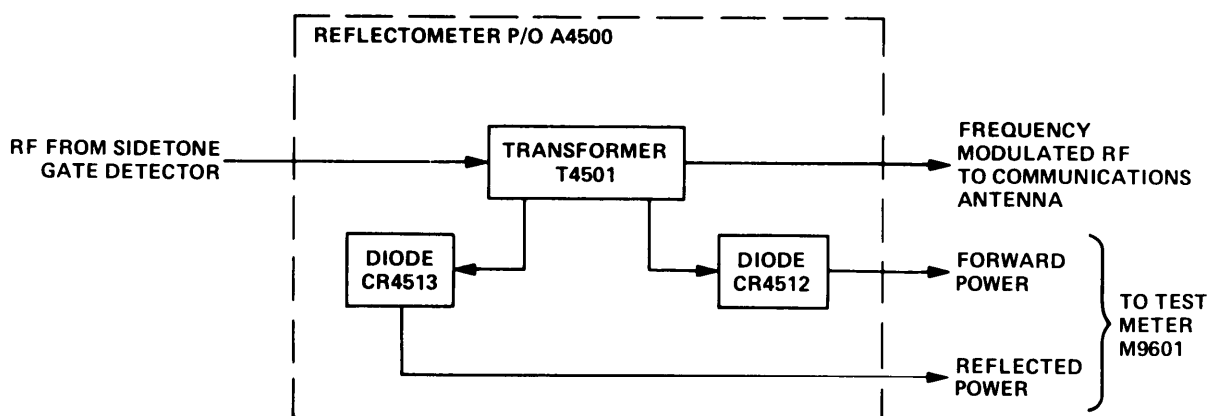 REFLECTOMETER P/O A4500
RF FROM SIDETONE
GATE DETECTOR
TRANSFORMER
T4501
FREQUENCY
MODULATED RF
TO COMMUNICATIONS
ANTENNA
DIODE
CR4513
DIODE
CR4512
FORWARD
POWER
REFLECTED
POWER
TO TEST
METER
M9601